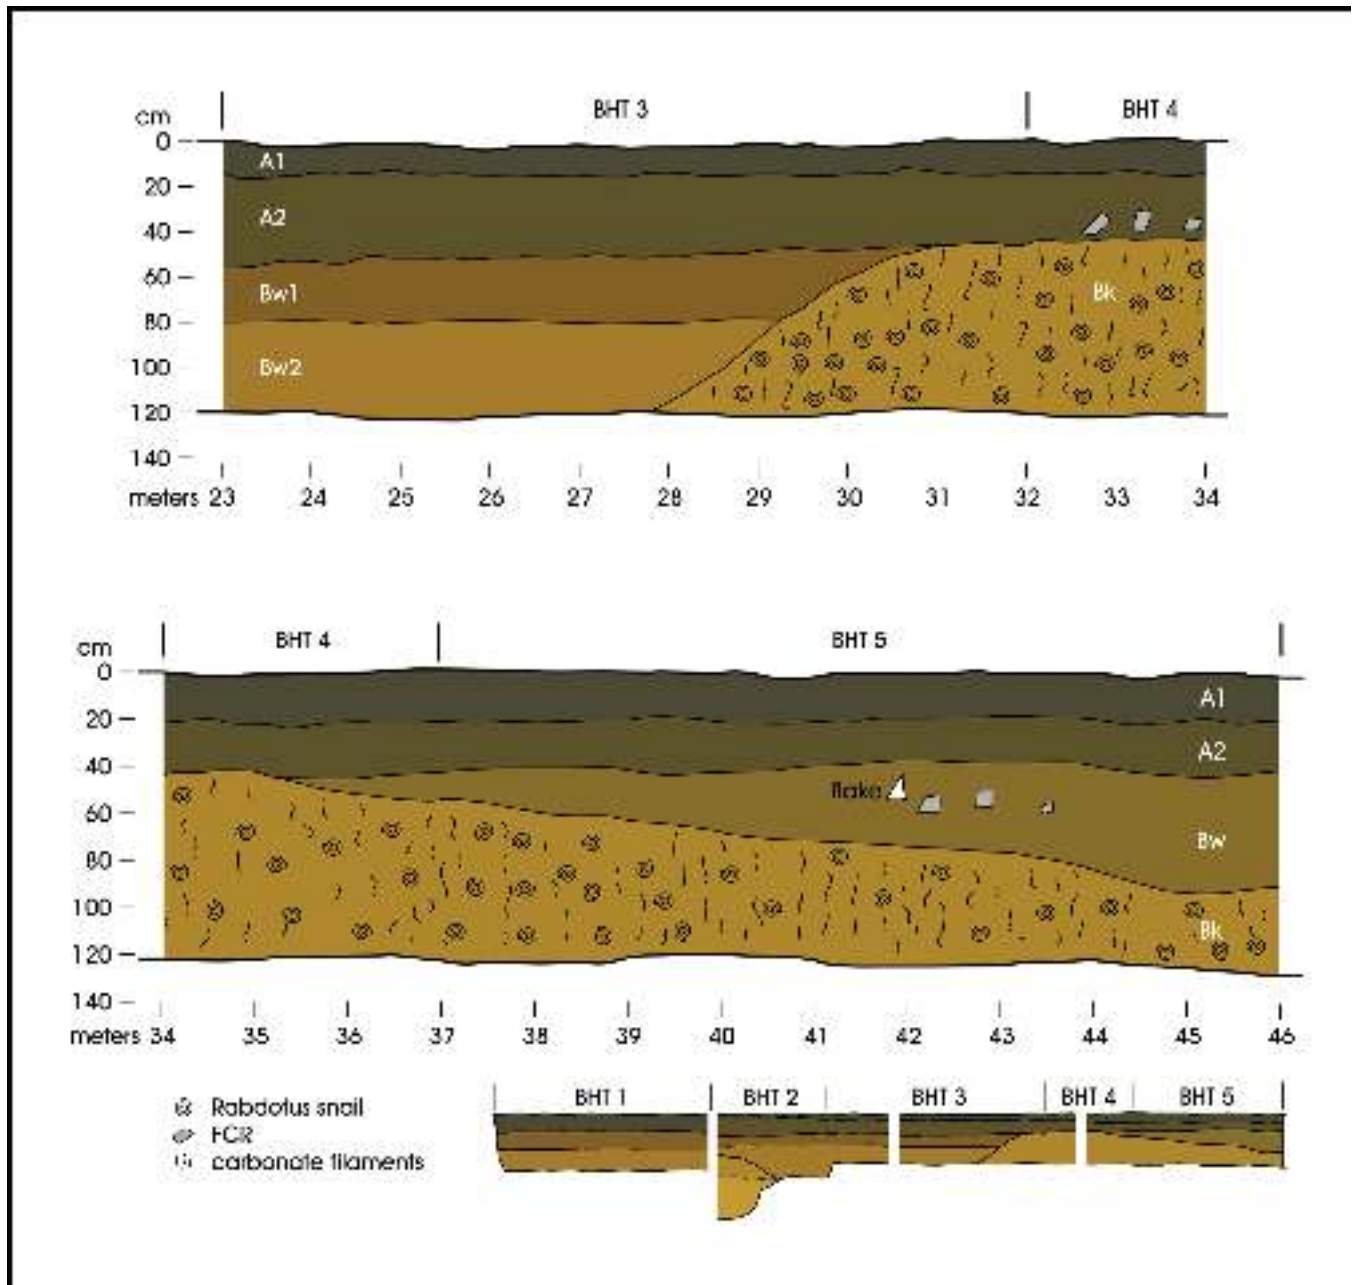 BHT 3 BHT 4
cm
0
A1
20
A2
40
60
Bw1 Bk
80
100
Bw2
120
140
meters 23 24 25 26 27 28 29 30 31 32 33 34
BHT 4 BHT 5
cm
0
A1
20
A2
40
flake
60
Bw
80
100
Bk
120
140
meters 34 35 36 37 38 39 40 41 42 43 44 45 46
BHT 1 BHT 2 BHT 3 BHT 4 BHT 5
Rabdotus snail
FCR
carbonate filaments